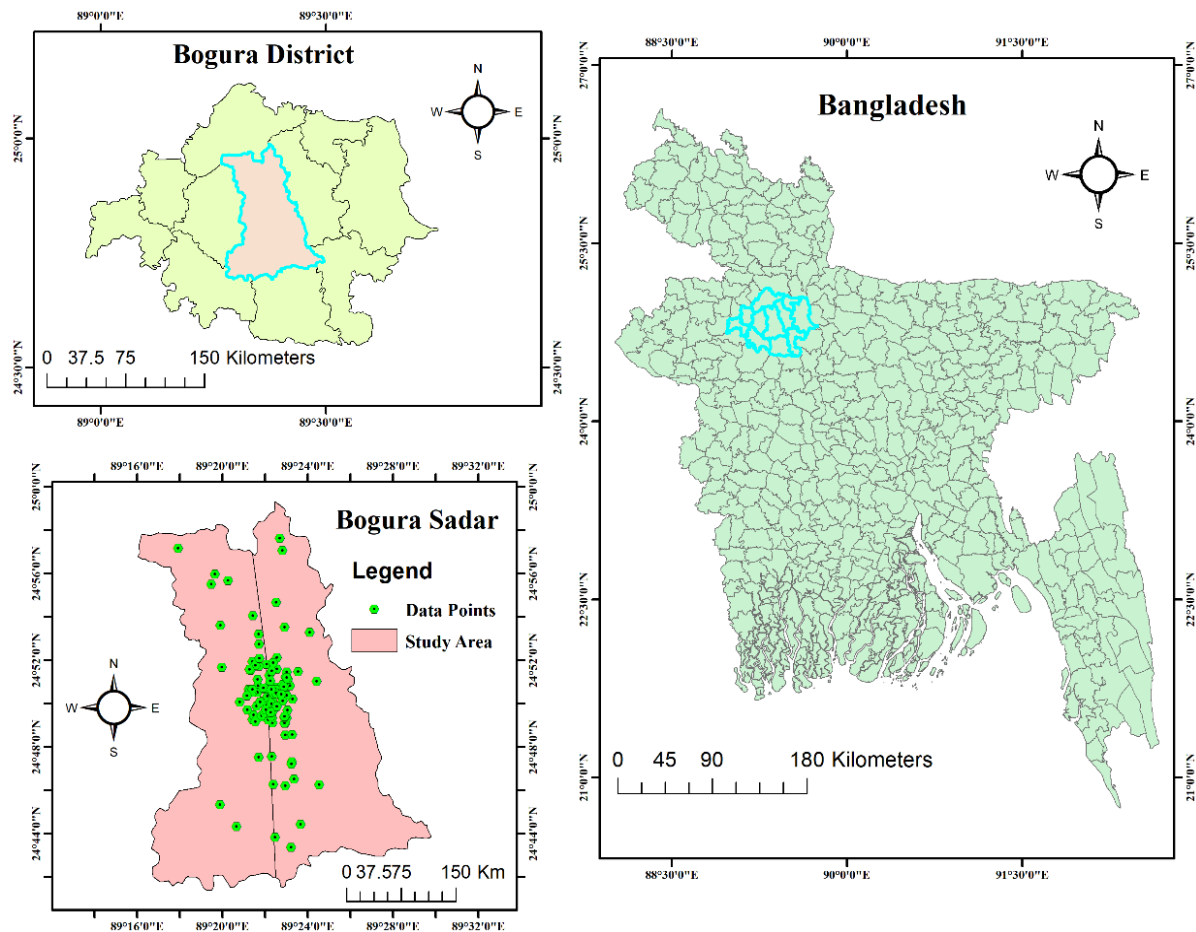 89°0'0"E 89°30'0"E
Bogura District
N
W E
S
25°0'0"N 25°0'0"N
24°30'0"N 24°30'0"N
0 37.5 75 150 Kilometers
89°0'0"E 89°30'0"E
89°16'0"E 89°20'0"E 89°24'0"E 89°28'0"E 89°32'0"E
Bogura Sadar
Legend
Data Points
Study Area
N
W E
S
25°0'0"N 25°0'0"N
24°56'0"N 24°56'0"N
24°52'0"N 24°52'0"N
24°48'0"N 24°48'0"N
24°44'0"N 24°44'0"N
0 37.575 150 Km
89°16'0"E 89°20'0"E 89°24'0"E 89°28'0"E 89°32'0"E
88°30'0"E 90°0'0"E 91°30'0"E
Bangladesh
N
W E
S
27°0'0"N 27°0'0"N
25°30'0"N 25°30'0"N
24°0'0"N 24°0'0"N
22°30'0"N 22°30'0"N
21°0'0"N 21°0'0"N
0 45 90 180 Kilometers
88°30'0"E 90°0'0"E 91°30'0"E